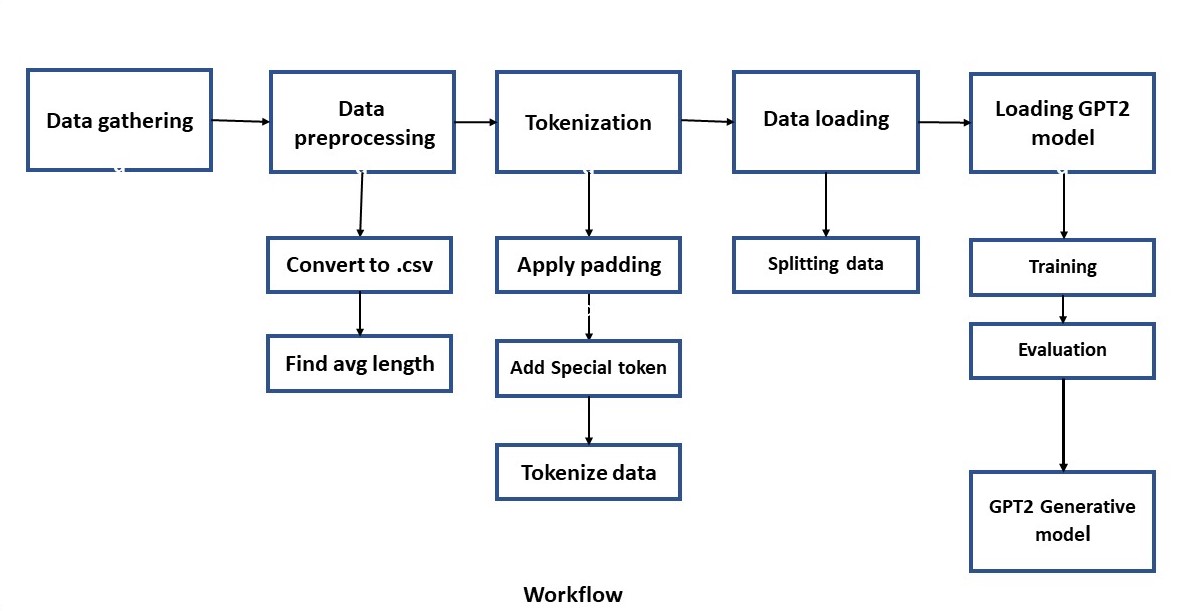 Data gathering
Data
preprocessing
Tokenization
Data loading
Loading GPT2
model
Convert to .csv
Find avg length
Apply padding
Add Special token
Tokenize data
Splitting data
Training
Evaluation
GPT2 Generative
model
Workflow